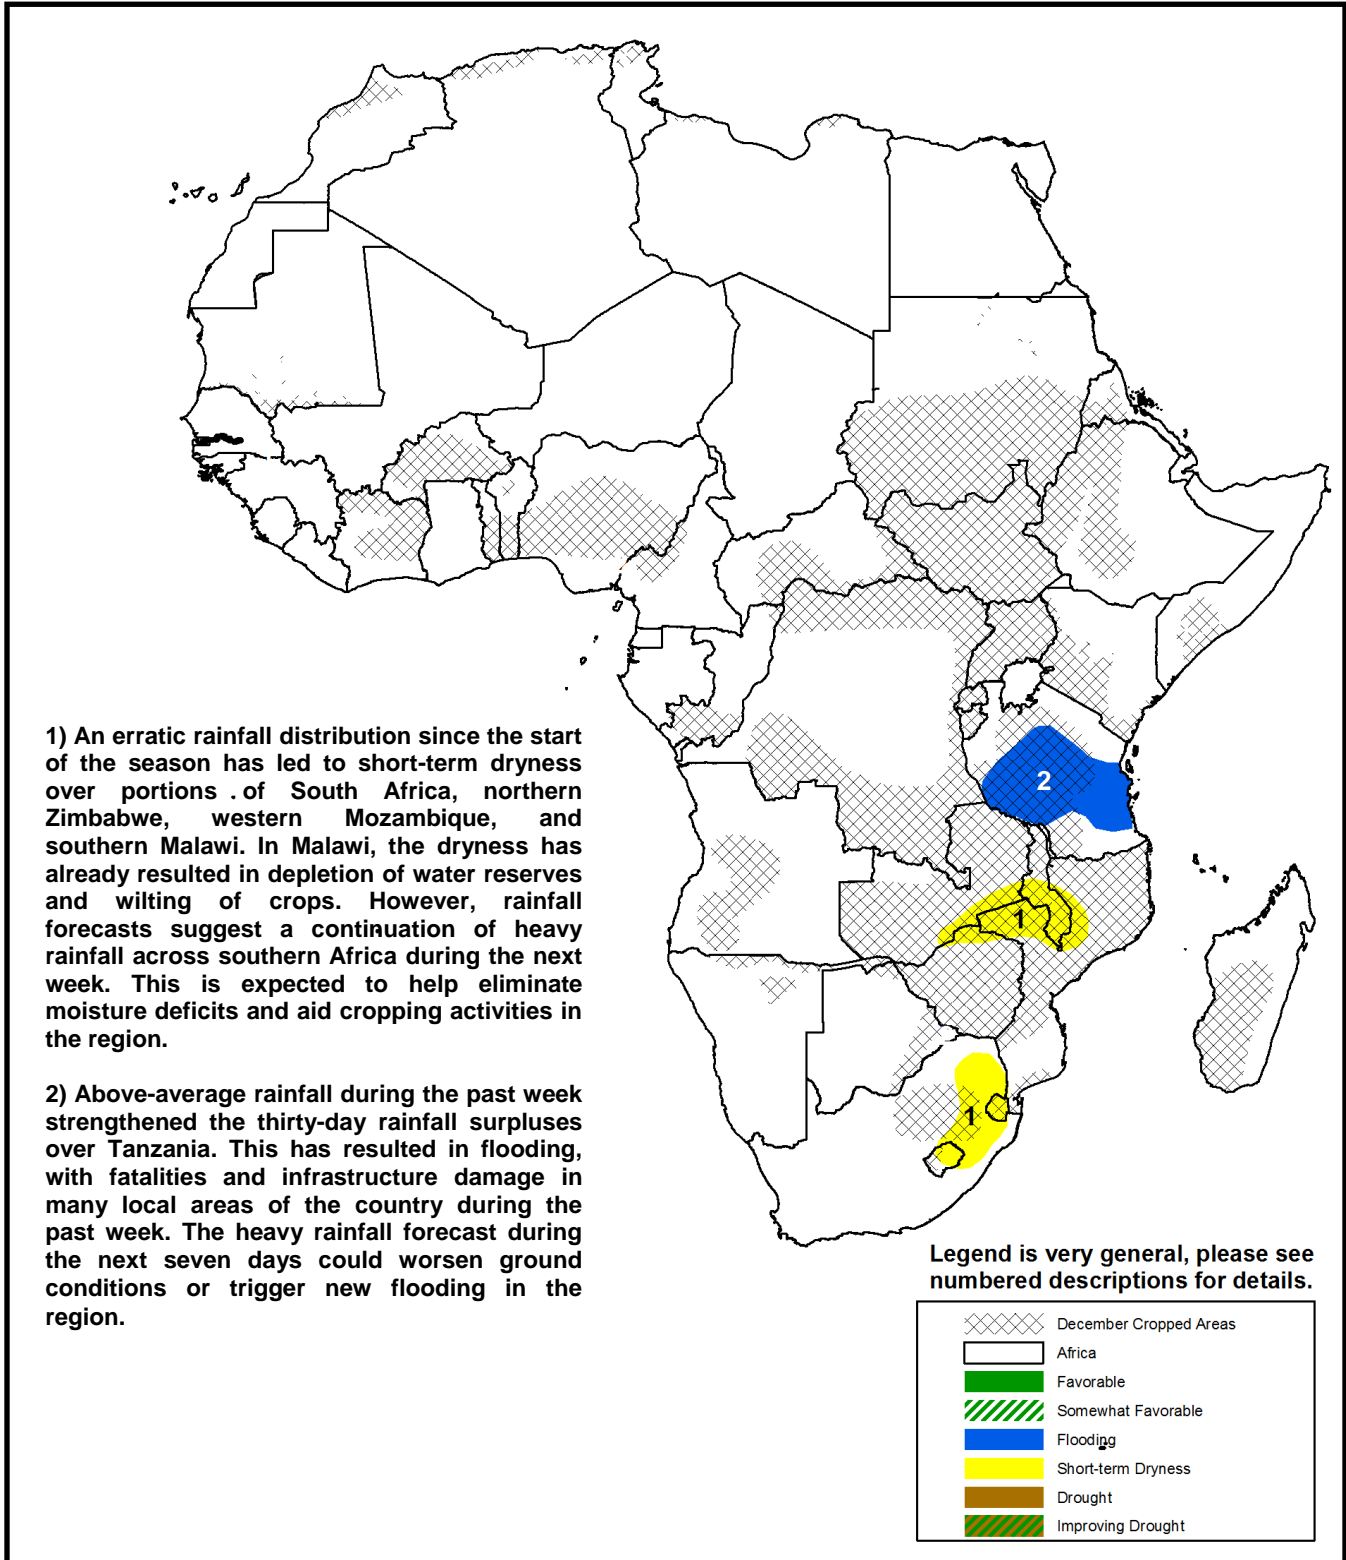 1) An erratic rainfall distribution since the start
of the season has led to short-term dryness
over portions . of South Africa, northern
Zimbabwe, western Mozambique, and
southern Malawi. In Malawi, the dryness has
already resulted in depletion of water reserves
and wilting of crops. However, rainfall
forecasts suggest a continuation of heavy
rainfall across southern Africa during the next
week. This is expected to help eliminate
moisture deficits and aid cropping activities in
the region.
2) Above-average rainfall during the past week
strengthened the thirty-day rainfall surpluses
over Tanzania. This has resulted in flooding,
with fatalities and infrastructure damage in
many local areas of the country during the
past week. The heavy rainfall forecast during
the next seven days could worsen ground
conditions or trigger new flooding in the
region.
2
1
1
Legend is very general, please see
numbered descriptions for details.
December Cropped Areas
Africa
Favorable
Somewhat Favorable
Flooding
Short-term Dryness
Drought
Improving Drought